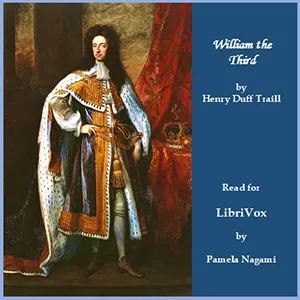 William the
Third
by
Henry Duff Traill
Read for
LibriVox
by
Pamela Nagami